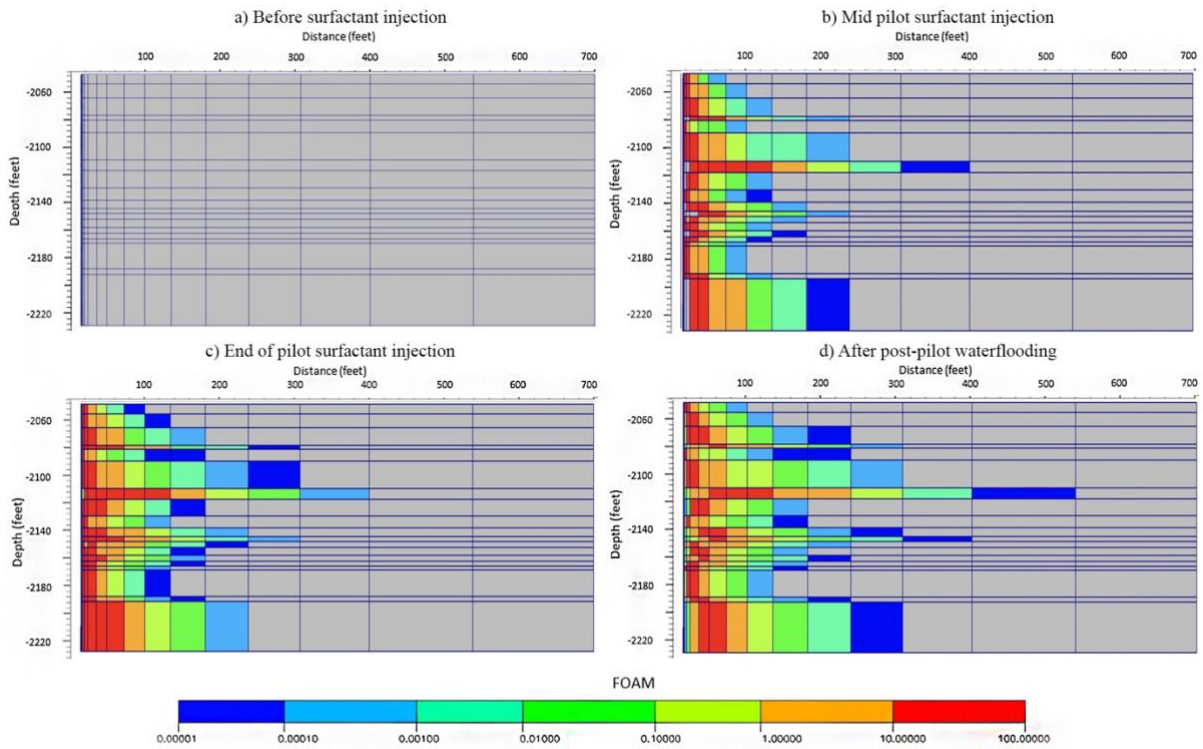 a) Before surfactant injection
Distance (feet)
100 200 300 400 500 600 700
Depth (feet)
-2060
-2100
-2140
-2180
-2220
b) Mid pilot surfactant injection
Distance (feet)
100 200 300 400 500 600 700
Depth (feet)
-2060
-2100
-2140
-2180
-2220
c) End of pilot surfactant injection
Distance (feet)
100 200 300 400 500 600 700
Depth (feet)
-2060
-2100
-2140
-2180
-2220
d) After post-pilot waterflooding
Distance (feet)
100 200 300 400 500 600 700
Depth (feet)
-2060
-2100
-2140
-2180
-2220
FOAM
0.00001 0.00010 0.00100 0.01000 0.10000 1.00000 10.00000 100.00000